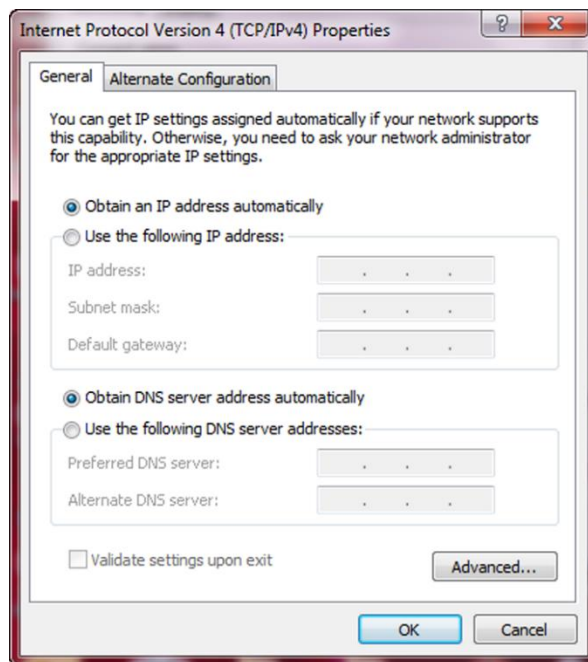 Internet Protocol Version 4 (TCP/IPv4) Properties
General
Alternate Configuration
You can get IP settings assigned automatically if your network supports
this capability. Otherwise, you need to ask your network administrator
for the appropriate IP settings.
Obtain an IP address automatically
Use the following IP address:
IP address:
Subnet mask:
Default gateway:
Obtain DNS server address automatically
Use the following DNS server addresses:
Preferred DNS server:
Alternate DNS server:
Validate settings upon exit
Advanced...
OK
Cancel